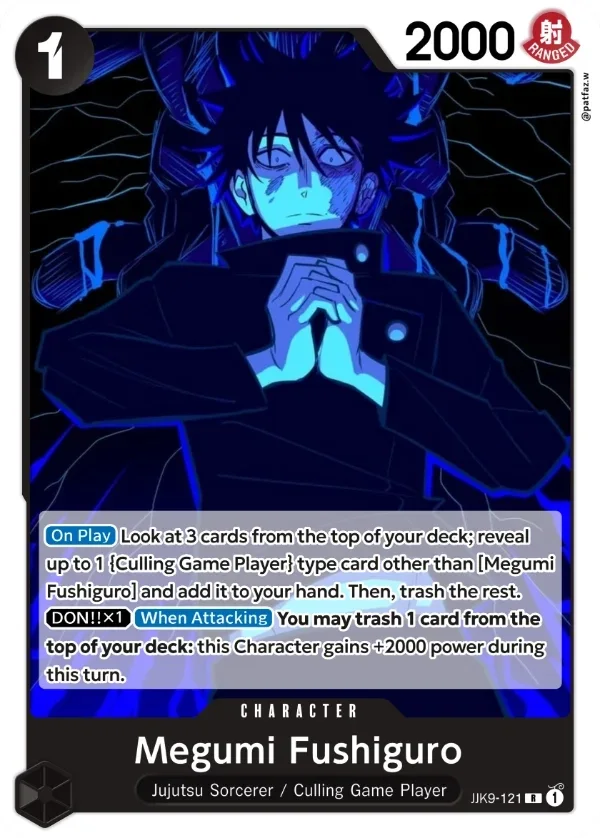 1
2000
射
RANGED
@patfaz.w
On Play Look at 3 cards from the top of your deck; reveal
up to 1 {Culling Game Player} type card other than [Megumi
Fushiguro] and add it to your hand. Then, trash the rest.
DON!!×1 When Attacking You may trash 1 card from the
top of your deck: this Character gains +2000 power during
this turn.
CHARACTER
Megumi Fushiguro
Jujutsu Sorcerer / Culling Game Player
JJK9-121 R 1